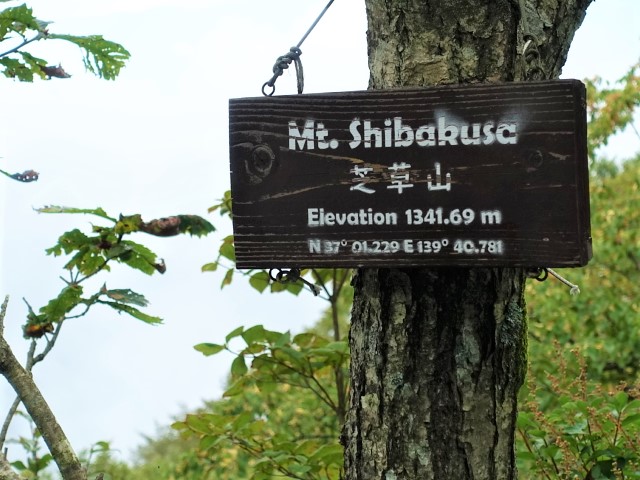 Mt. Shibakusa
芝草山
Elevation 1341.69 m
N 37° 01.229 E 139° 40.781